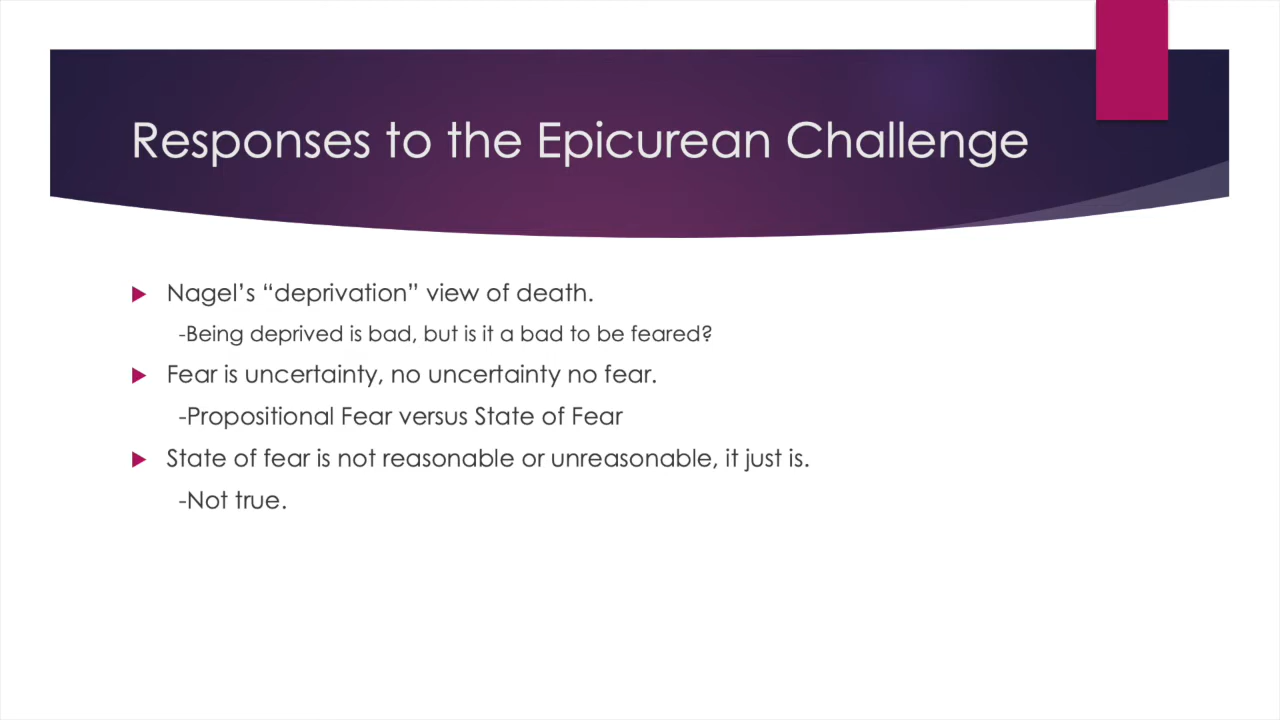 Responses to the Epicurean Challenge
Nagel’s “deprivation” view of death.
-Being deprived is bad, but is it a bad to be feared?
Fear is uncertainty, no uncertainty no fear.
-Propositional Fear versus State of Fear
State of fear is not reasonable or unreasonable, it just is.
-Not true.